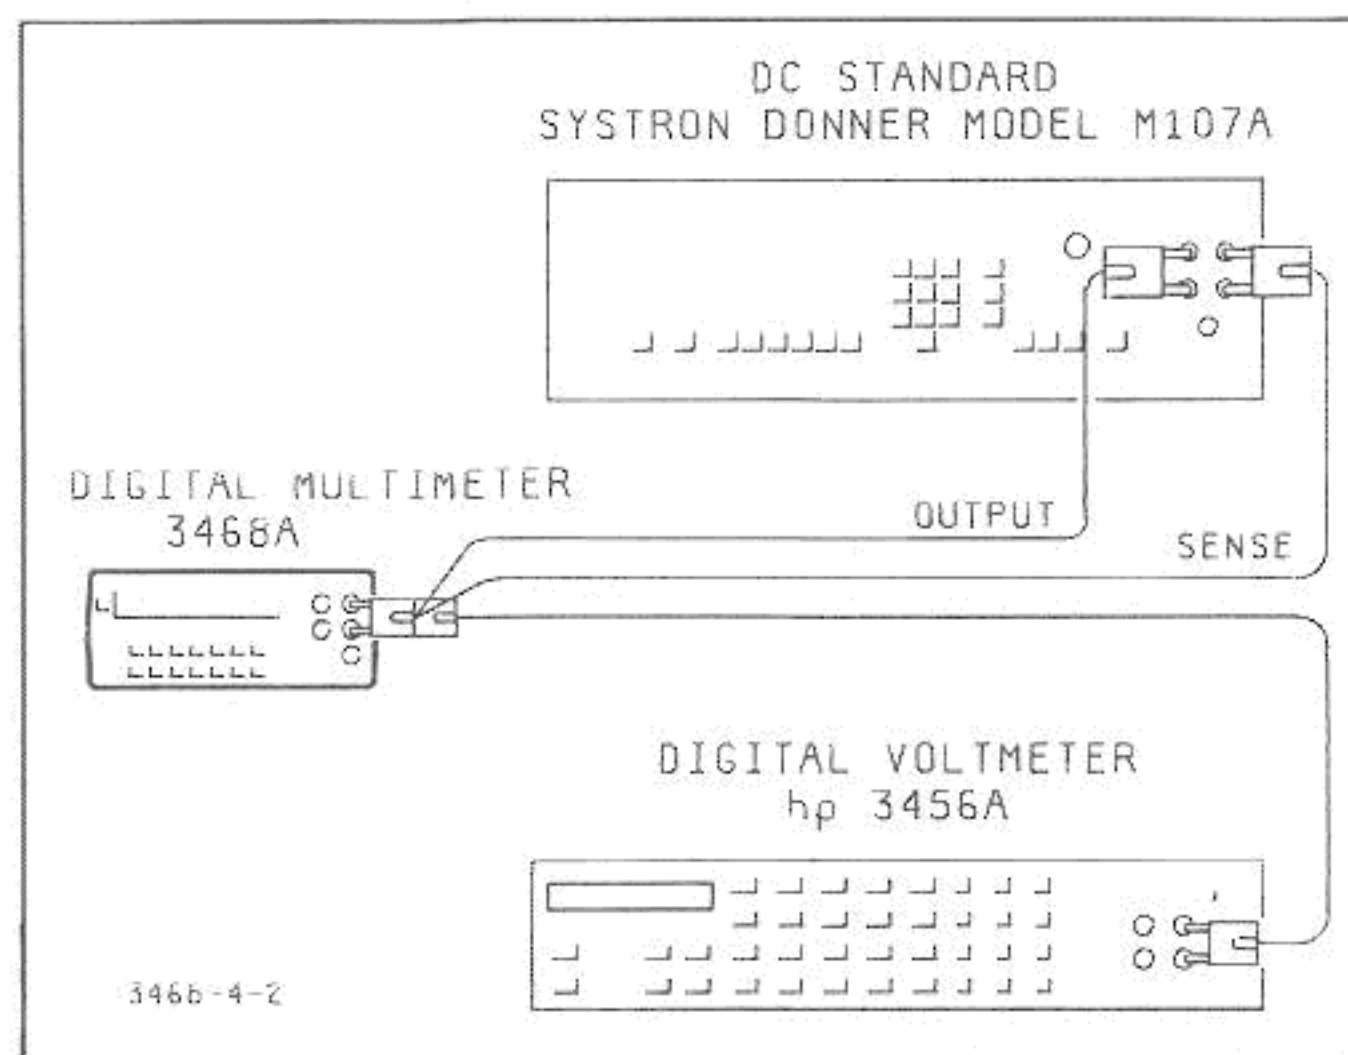 DC STANDARD
SYSTRON DONNER MODEL M107A
DIGITAL MULTIMETER
3468A
OUTPUT
SENSE
DIGITAL VOLTMETER
hp 3456A
3468-4-2